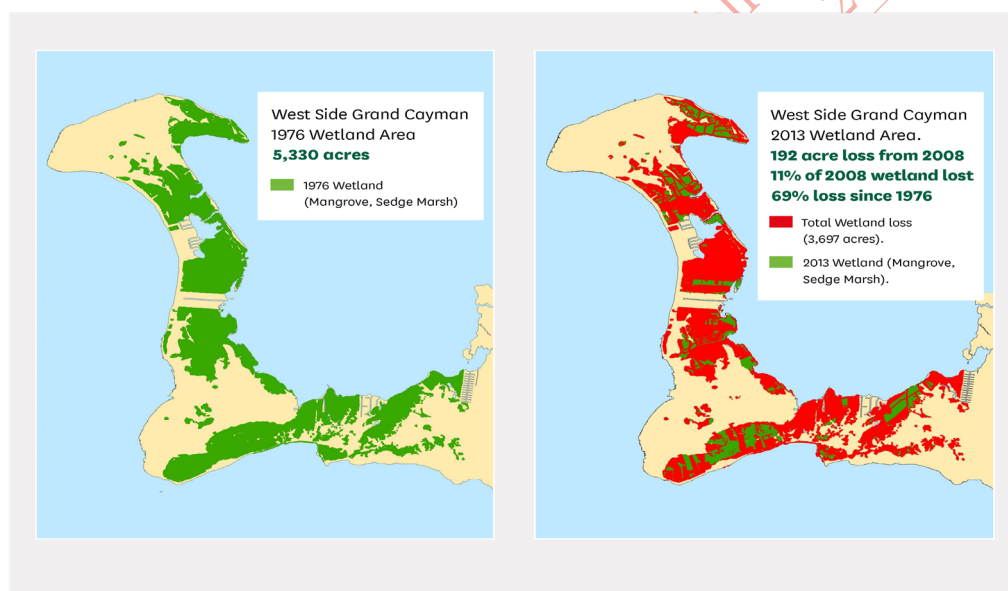 West Side Grand Cayman
1976 Wetland Area
5,330 acres
1976 Wetland
(Mangrove, Sedge Marsh)
West Side Grand Cayman
2013 Wetland Area.
192 acre loss from 2008
11% of 2008 wetland lost
69% loss since 1976
Total Wetland loss
(3,697 acres).
2013 Wetland (Mangrove,
Sedge Marsh).